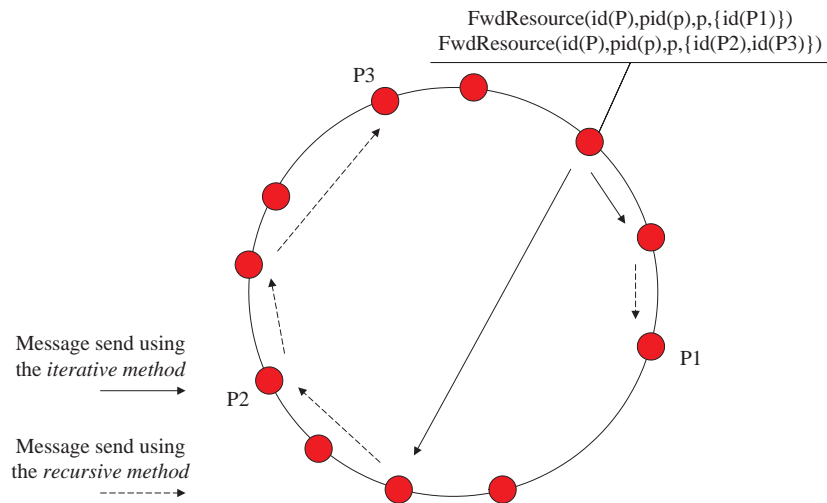 FwdResource(id(P),pid(p),p,{id(P1)})
FwdResource(id(P),pid(p),p,{id(P2),id(P3)})
P3
P1
Message send using
the iterative method
P2
Message send using
the recursive method